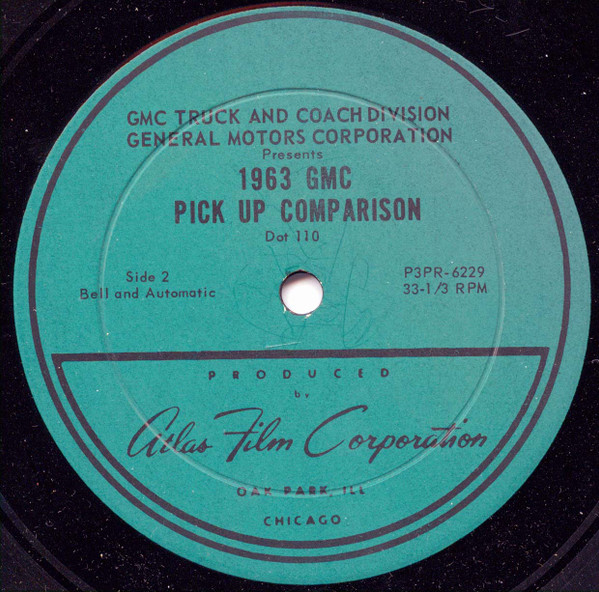 GMC TRUCK AND COACH DIVISION
GENERAL MOTORS CORPORATION
Presents
1963 GMC
PICK UP COMPARISON
Dot 110
Side 2
Bell and Automatic
P3PR-6229
33-1/3 RPM
PRODUCED
by
Atlas Film Corporation
OAK PARK, ILL
CHICAGO